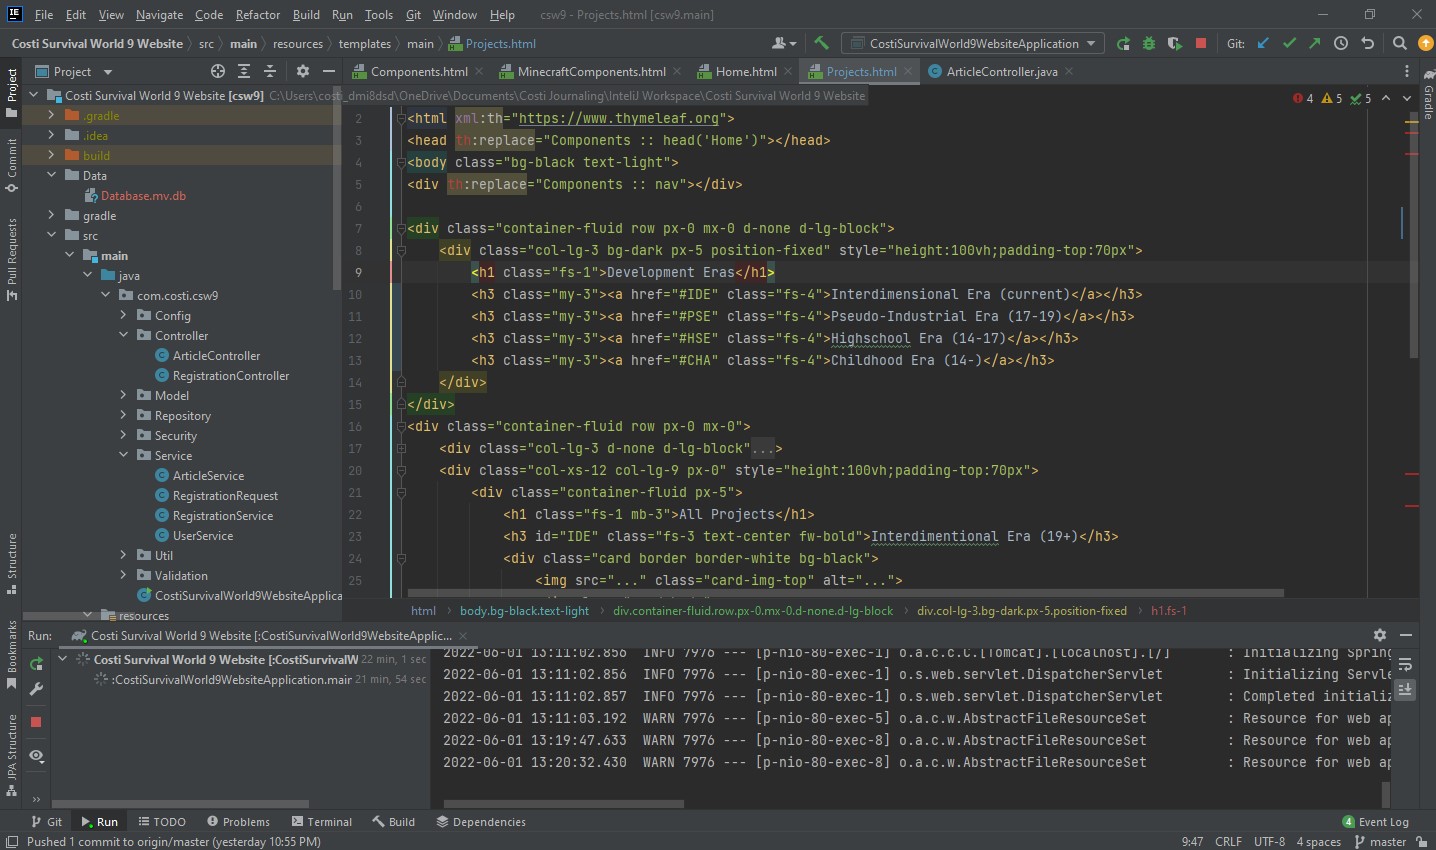 File Edit View Navigate Code Refactor Build Run Tools Git Window Help csw9 - Projects.html [csw9.main]
Costi Survival World 9 Website src main resources templates main Projects.html CostiSurvivalWorld9WebsiteApplication Git:
Project Components.html MinecraftComponents.html Home.html Projects.html ArticleController.java
Costi Survival World 9 Website [csw9] C:\Users\costi_dmi8dsd\OneDrive\Documents\Costi Journaling\InteliJ Workspace\Costi Survival World 9 Website
4 5 5
.gradle
.idea
build
Data
Database.mv.db
gradle
src
main
java
com.costi.csw9
Config
Controller
ArticleController
RegistrationController
Model
Repository
Security
Service
ArticleService
RegistrationRequest
RegistrationService
UserService
Util
Validation
CostiSurvivalWorld9WebsiteApplica
resources
2 <html xml:th="https://www.thymeleaf.org">
3 <head th:replace="Components :: head('Home')"></head>
4 <body class="bg-black text-light">
5 <div th:replace="Components :: nav"></div>
6
7 <div class="container-fluid row px-0 mx-0 d-none d-lg-block">
8 <div class="col-lg-3 bg-dark px-5 position-fixed" style="height:100vh;padding-top:70px">
9 <h1 class="fs-1">Development Eras</h1>
10 <h3 class="my-3"><a href="#IDE" class="fs-4">Interdimensional Era (current)</a></h3>
11 <h3 class="my-3"><a href="#PSE" class="fs-4">Pseudo-Industrial Era (17-19)</a></h3>
12 <h3 class="my-3"><a href="#HSE" class="fs-4">Highschool Era (14-17)</a></h3>
13 <h3 class="my-3"><a href="#CHA" class="fs-4">Childhood Era (14-)</a></h3>
14 </div>
15 </div>
16 <div class="container-fluid row px-0 mx-0">
17 <div class="col-lg-3 d-none d-lg-block"...>
20 <div class="col-xs-12 col-lg-9 px-0" style="height:100vh;padding-top:70px">
21 <div class="container-fluid px-5">
22 <h1 class="fs-1 mb-3">All Projects</h1>
23 <h3 id="IDE" class="fs-3 text-center fw-bold">Interdimentional Era (19+)</h3>
24 <div class="card border border-white bg-black">
25 <img src="..." class="card-img-top" alt="...">
html body.bg-black.text-light div.container-fluid.row.px-0.mx-0.d-none.d-lg-block div.col-lg-3.bg-dark.px-5.position-fixed h1.fs-1
Project
Commit
Pull Requests
Structure
Bookmarks
JPA Structure
Gradle
Run: Costi Survival World 9 Website [:CostiSurvivalWorld9WebsiteApplic...
Costi Survival World 9 Website [:CostiSurvivalW 22 min, 1 sec
:CostiSurvivalWorld9WebsiteApplication.mair 21 min, 54 sec
2022-06-01 13:11:02.856 INFO 7976 --- [p-nio-80-exec-1] o.a.c.c.C.[Tomcat].[localhost].[/] : Initializing Spring
2022-06-01 13:11:02.856 INFO 7976 --- [p-nio-80-exec-1] o.s.web.servlet.DispatcherServlet : Initializing Servle
2022-06-01 13:11:02.857 INFO 7976 --- [p-nio-80-exec-1] o.s.web.servlet.DispatcherServlet : Completed initializ
2022-06-01 13:11:03.192 WARN 7976 --- [p-nio-80-exec-5] o.a.c.w.AbstractFileResourceSet : Resource for web ap
2022-06-01 13:19:47.633 WARN 7976 --- [p-nio-80-exec-8] o.a.c.w.AbstractFileResourceSet : Resource for web ap
2022-06-01 13:20:32.430 WARN 7976 --- [p-nio-80-exec-8] o.a.c.w.AbstractFileResourceSet : Resource for web ap
Git Run TODO Problems Terminal Build Dependencies 4 Event Log
Pushed 1 commit to origin/master (yesterday 10:55 PM) 9:47 CRLF UTF-8 4 spaces master